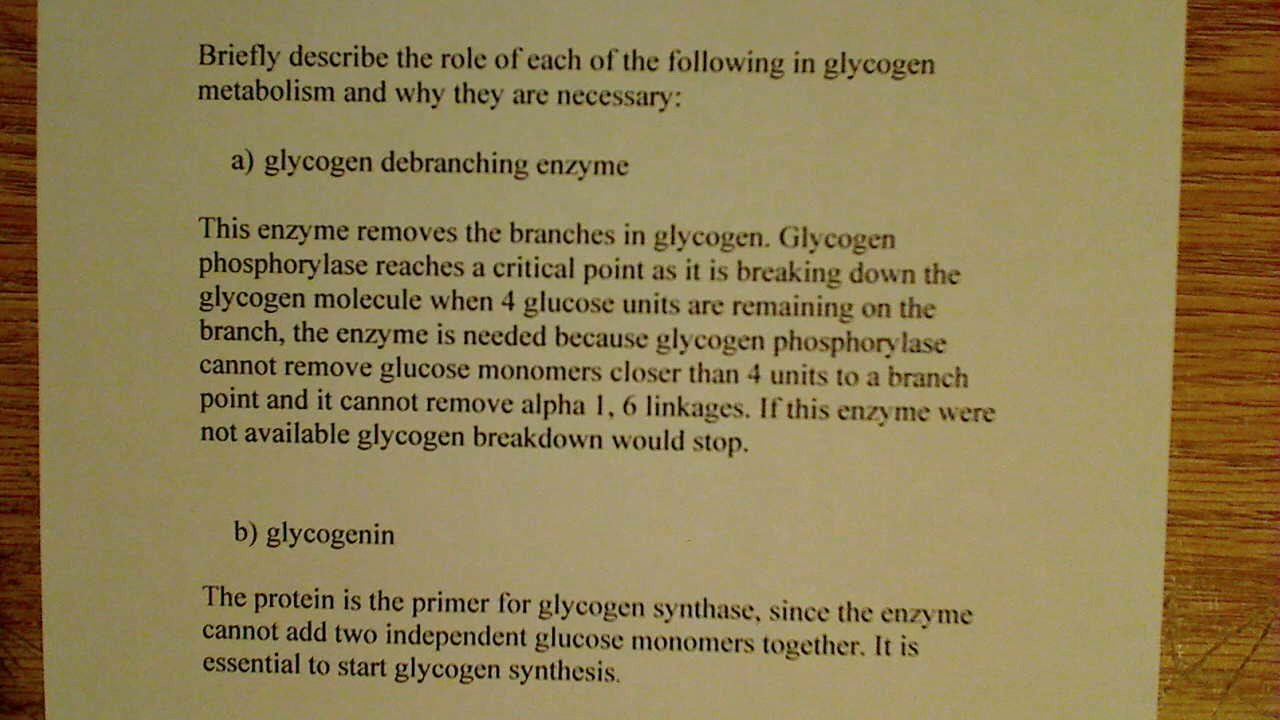 Briefly describe the role of each of the following in glycogen
metabolism and why they are necessary:
a) glycogen debranching enzyme
This enzyme removes the branches in glycogen. Glycogen
phosphorylase reaches a critical point as it is breaking down the
glycogen molecule when 4 glucose units are remaining on the
branch, the enzyme is needed because glycogen phosphorylase
cannot remove glucose monomers closer than 4 units to a branch
point and it cannot remove alpha 1, 6 linkages. If this enzyme were
not available glycogen breakdown would stop.
b) glycogenin
The protein is the primer for glycogen synthase, since the enzyme
cannot add two independent glucose monomers together. It is
essential to start glycogen synthesis.